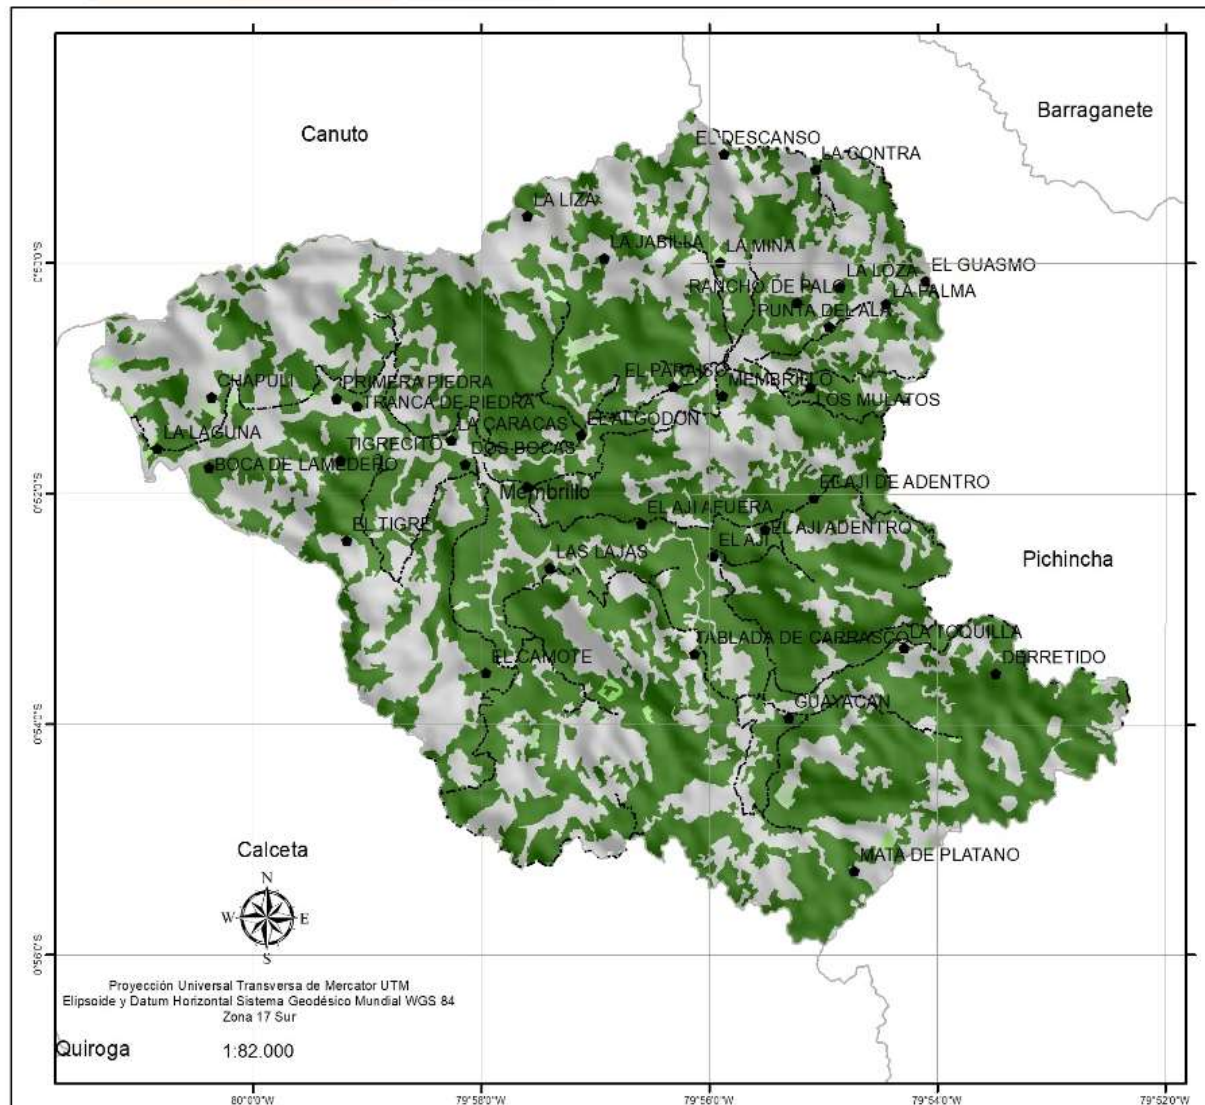 Barraganete
Canuto
EL DESCANSO
LA CONTRA
LA LIZA
LA JABILLA
LA MINA
LA LOZA
EL GUASMO
RANCHO DE PALO
LA PALMA
PUNTA DEL ALA
EL PARAISO
MEMBRILLO
CHAPULI
PRIMERA PIEDRA
LOS MULATOS
TRANCA DE PIEDRA
LA CARACAS
EL ALGODON
LA LAGUNA
TIGRECITO
DOS BOCAS
BOCA DE LAMEDERO
Membrillo
EL AJI DE ADENTRO
EL AJI AFUERA
EL TIGRE
EL AJI ADENTRO
EL AJI
LAS LAJAS
Pichincha
TABLADA DE CARRASCO
LA TOQUILLA
EL CAMOTE
DERRETIDO
GUAYACAN
Calceta
MATA DE PLATANO
N
W
E
S
Proyección Universal Transversa de Mercator UTM
Elipsoide y Datum Horizontal Sistema Geodésico Mundial WGS 84
Zona 17 Sur
Quiroga
1:82.000
0°52'0"S
0°54'0"S
0°56'0"S
80°0'0"W
79°58'0"W
79°56'0"W
79°54'0"W
79°52'0"W